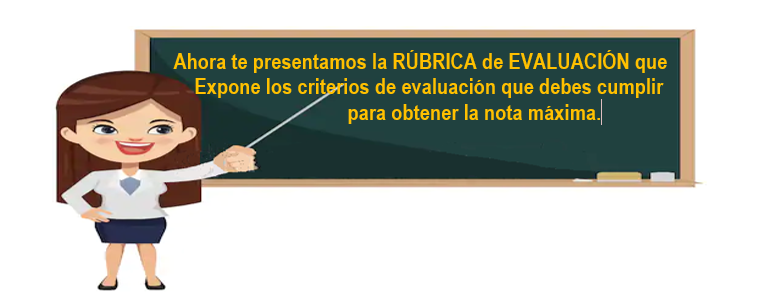 Ahora te presentamos la RÚBRICA de EVALUACIÓN que
Expone los criterios de evaluación que debes cumplir
para obtener la nota máxima.